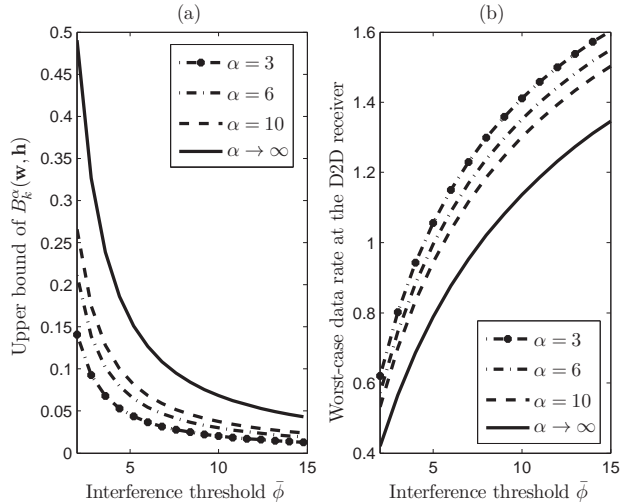 (a)
(b)
Upper bound of B_k^α(w, h)
0.5
0.45
0.4
0.35
0.3
0.25
0.2
0.15
0.1
0.05
0
α = 3
α = 6
α = 10
α → ∞
5
10
15
Interference threshold ϕ̄
Worst-case data rate at the D2D receiver
1.6
1.4
1.2
1
0.8
0.6
0.4
α = 3
α = 6
α = 10
α → ∞
5
10
15
Interference threshold ϕ̄